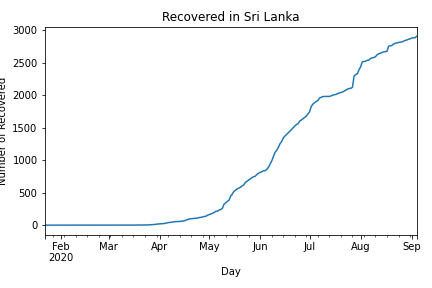 Recovered in Sri Lanka
Number of Recovered
3000
2500
2000
1500
1000
500
0
Feb Mar Apr May Jun Jul Aug Sep
2020
Day